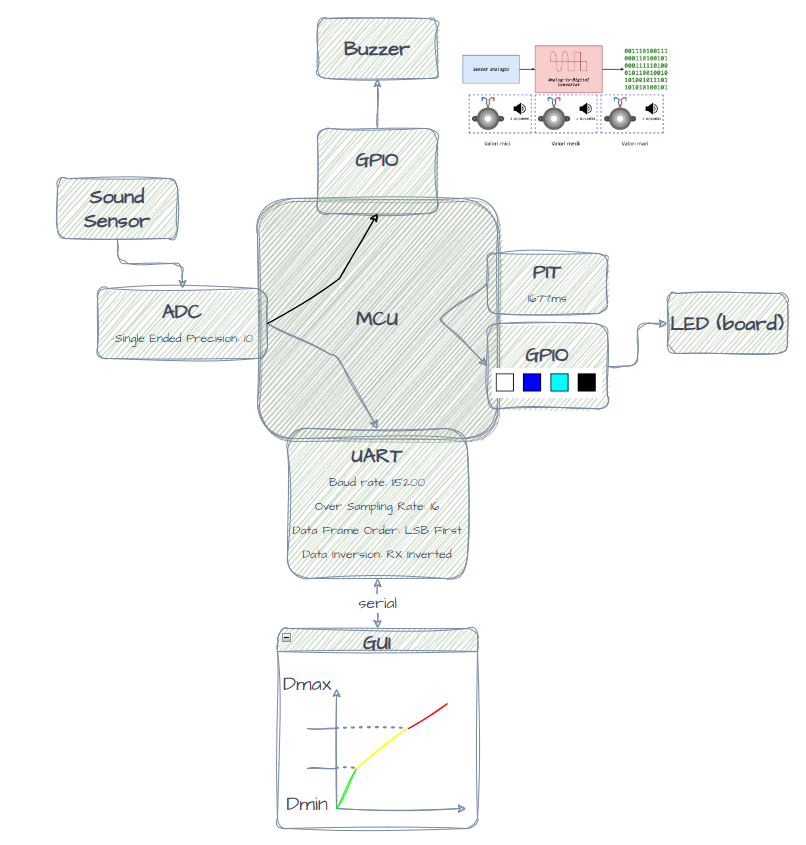 Buzzer
Senzor analogic
Analog-to-Digital
Convertor
001110100111
000110100101
000111110100
010110010010
101001011101
101010100101
Valori mici
Valori medii
Valori mari
GPIO
Sound
Sensor
PIT
1677ms
ADC
Single Ended Precision: 10
MCU
LED (board)
GPIO
UART
Baud rate: 115200
Over Sampling Rate: 16
Data Frame Order: LSB First
Data Inversion: RX Inverted
serial
GUI
Dmax
Dmin